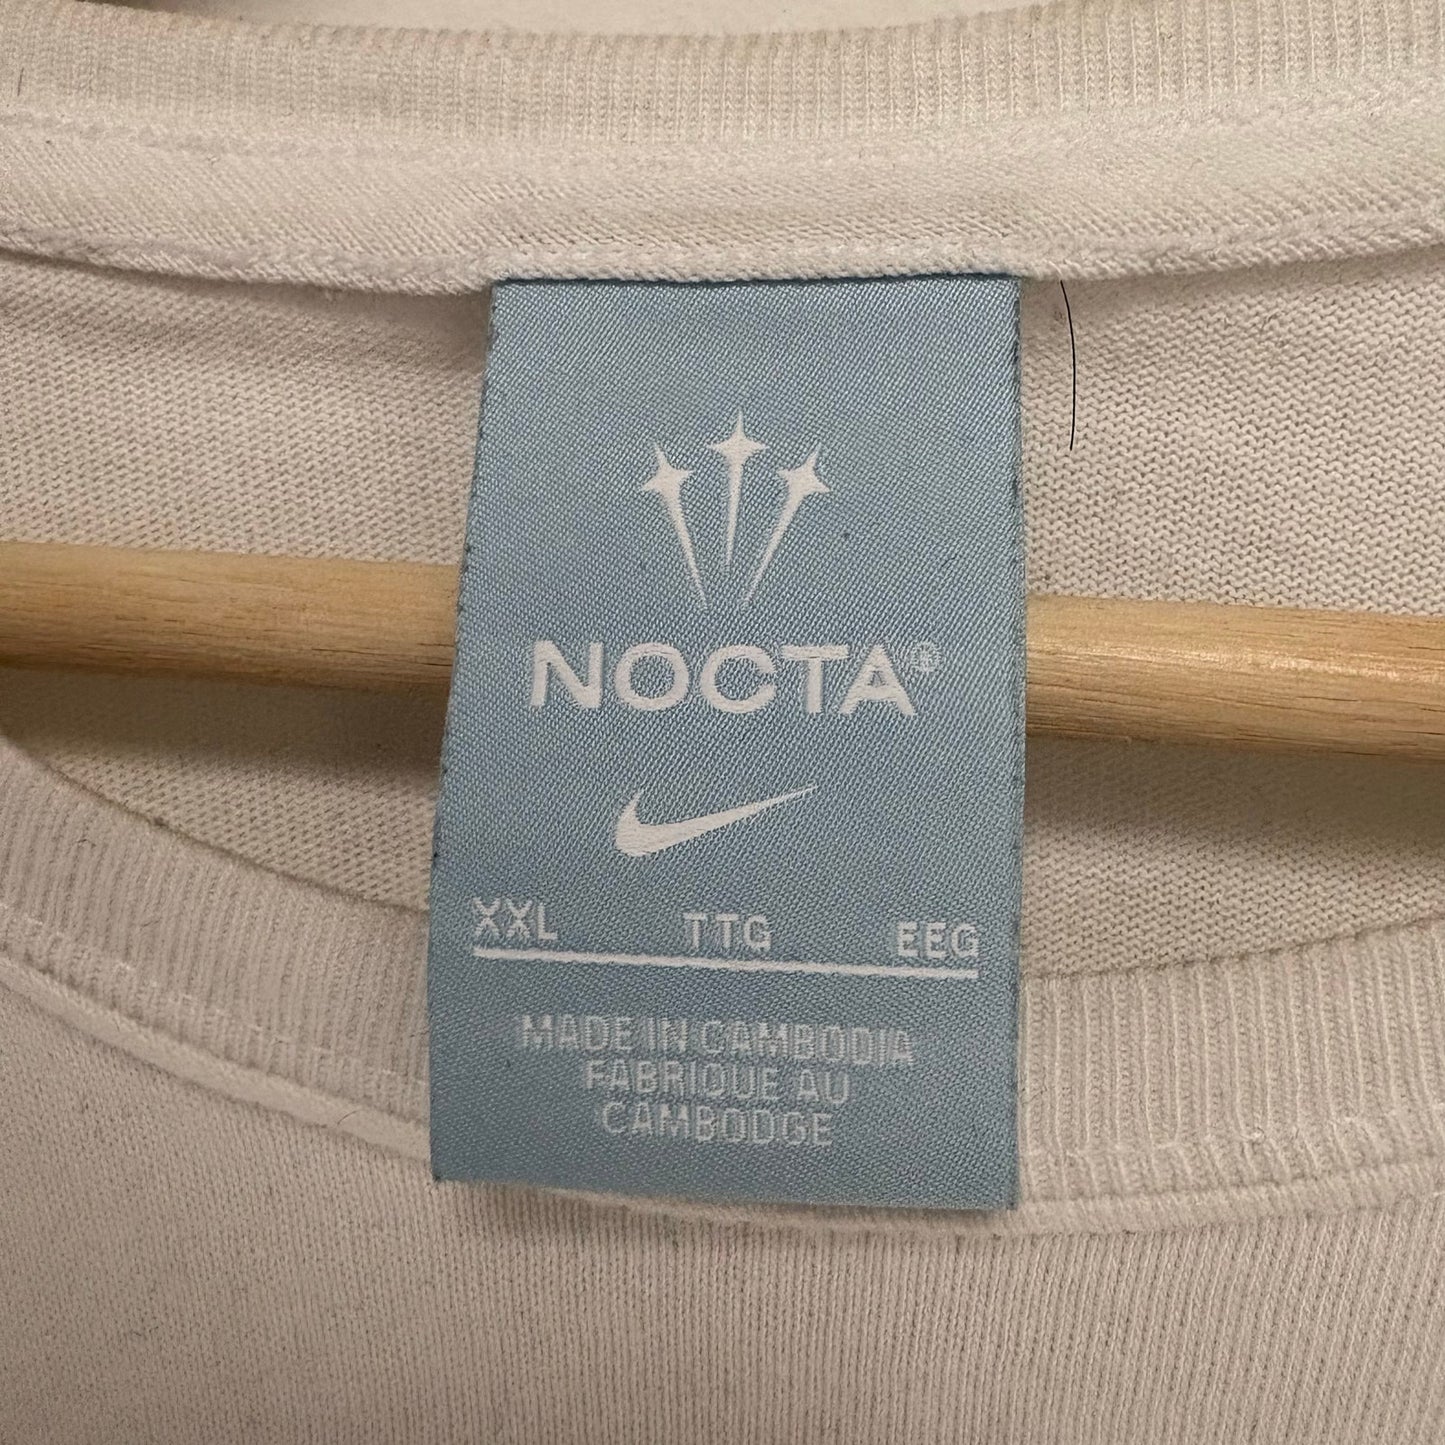 NOCTA®
XXL TTG EEG
MADE IN CAMBODIA
FABRIQUE AU
CAMBODGE